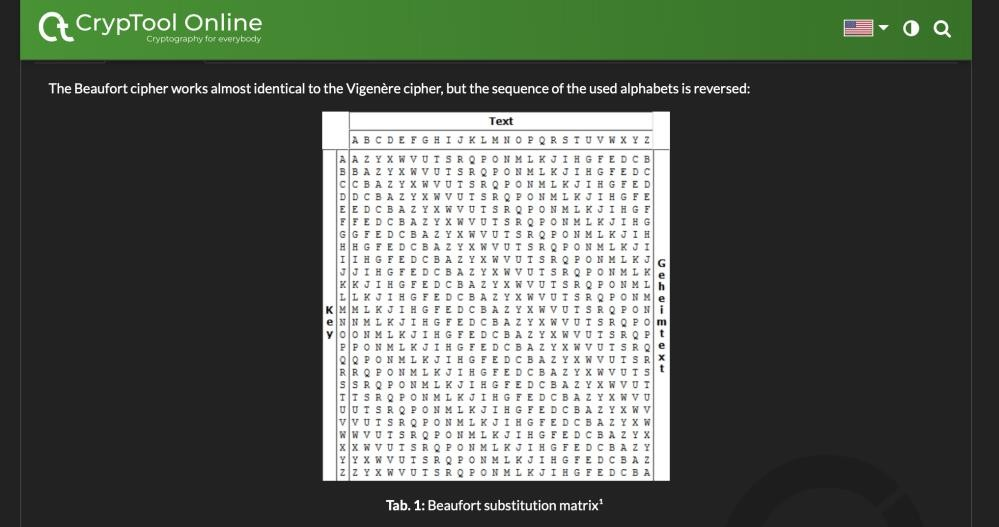 CrypTool Online
Cryptography for everybody
The Beaufort cipher works almost identical to the Vigenère cipher, but the sequence of the used alphabets is reversed:
Text
A B C D E F G H I J K L M N O P Q R S T U V W X Y Z
A A Z Y X W V U T S R Q P O N M L K J I H G F E D C B
B B A Z Y X W V U T S R Q P O N M L K J I H G F E D C
C C B A Z Y X W V U T S R Q P O N M L K J I H G F E D
D D C B A Z Y X W V U T S R Q P O N M L K J I H G F E
E E D C B A Z Y X W V U T S R Q P O N M L K J I H G F
F F E D C B A Z Y X W V U T S R Q P O N M L K J I H G
G G F E D C B A Z Y X W V U T S R Q P O N M L K J I H
H H G F E D C B A Z Y X W V U T S R Q P O N M L K J I
I I H G F E D C B A Z Y X W V U T S R Q P O N M L K J
J J I H G F E D C B A Z Y X W V U T S R Q P O N M L K
K K J I H G F E D C B A Z Y X W V U T S R Q P O N M L
L L K J I H G F E D C B A Z Y X W V U T S R Q P O N M
M M L K J I H G F E D C B A Z Y X W V U T S R Q P O N
N N M L K J I H G F E D C B A Z Y X W V U T S R Q P O
O O N M L K J I H G F E D C B A Z Y X W V U T S R Q P
P P O N M L K J I H G F E D C B A Z Y X W V U T S R Q
Q Q P O N M L K J I H G F E D C B A Z Y X W V U T S R
R R Q P O N M L K J I H G F E D C B A Z Y X W V U T S
S S R Q P O N M L K J I H G F E D C B A Z Y X W V U T
T T S R Q P O N M L K J I H G F E D C B A Z Y X W V U
U U T S R Q P O N M L K J I H G F E D C B A Z Y X W V
V V U T S R Q P O N M L K J I H G F E D C B A Z Y X W
W W V U T S R Q P O N M L K J I H G F E D C B A Z Y X
X X W V U T S R Q P O N M L K J I H G F E D C B A Z Y
Y Y X W V U T S R Q P O N M L K J I H G F E D C B A Z
Z Z Y X W V U T S R Q P O N M L K J I H G F E D C B A
Key
Geheimtext
Tab. 1: Beaufort substitution matrix¹